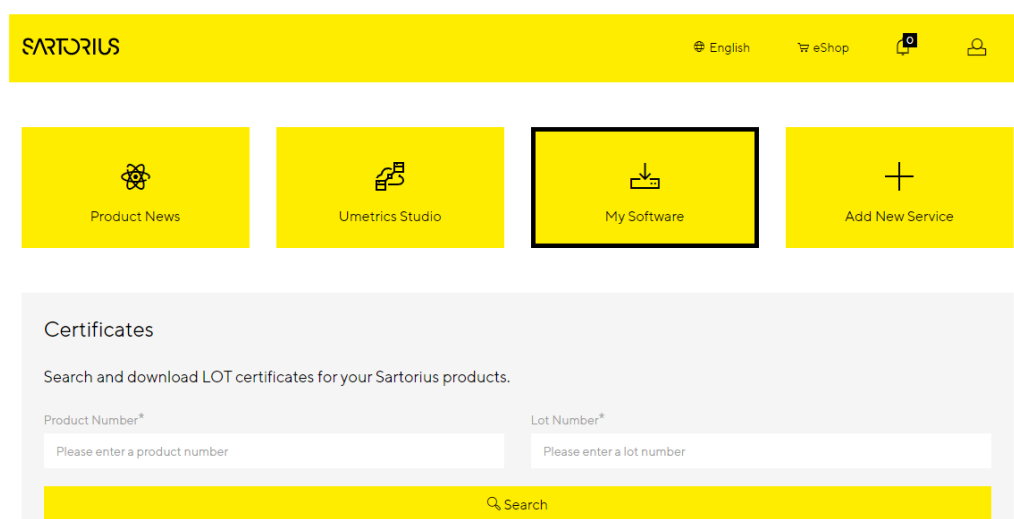 SARTORIUS
English
eShop
0
Product News
Umetrics Studio
My Software
Add New Service
Certificates
Search and download LOT certificates for your Sartorius products.
Product Number*
Lot Number*
Please enter a product number
Please enter a lot number
Search